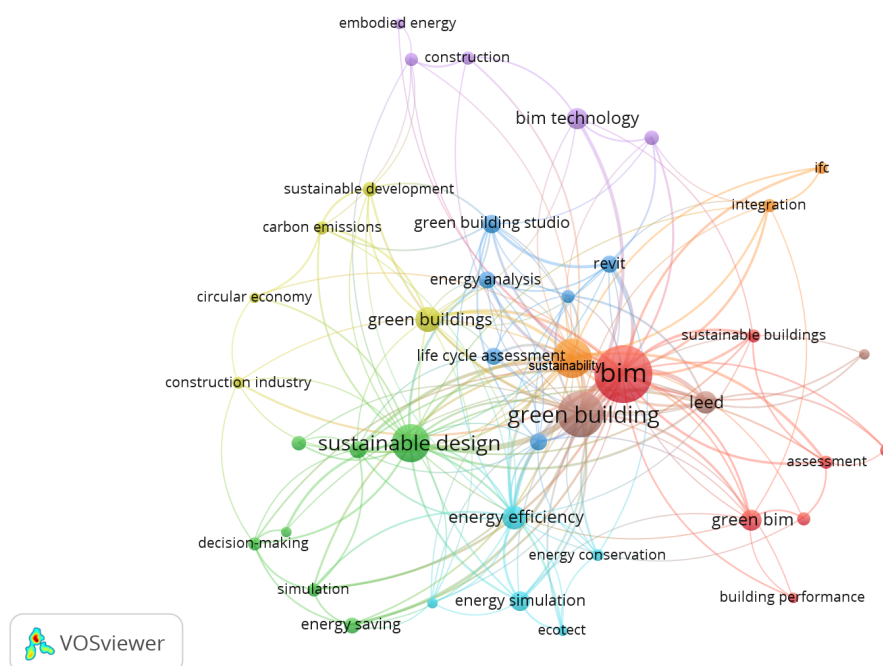 embodied energy
construction
bim technology
ifc
sustainable development
integration
green building studio
carbon emissions
revit
energy analysis
circular economy
green buildings
sustainable buildings
life cycle assessment
sustainability
bim
construction industry
leed
green building
sustainable design
assessment
energy efficiency
green bim
decision-making
energy conservation
simulation
building performance
energy simulation
energy saving
ecotect
VOSviewer